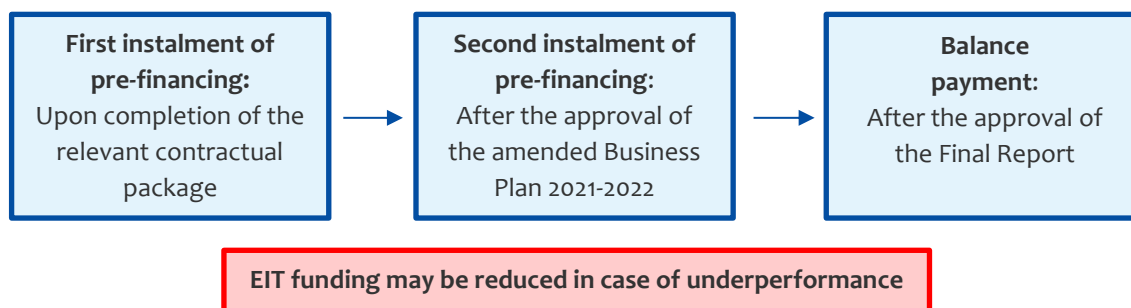 First instalment of
pre-financing:
Upon completion of the
relevant contractual
package
Second instalment of
pre-financing:
After the approval of
the amended Business
Plan 2021-2022
Balance
payment:
After the approval of
the Final Report
EIT funding may be reduced in case of underperformance